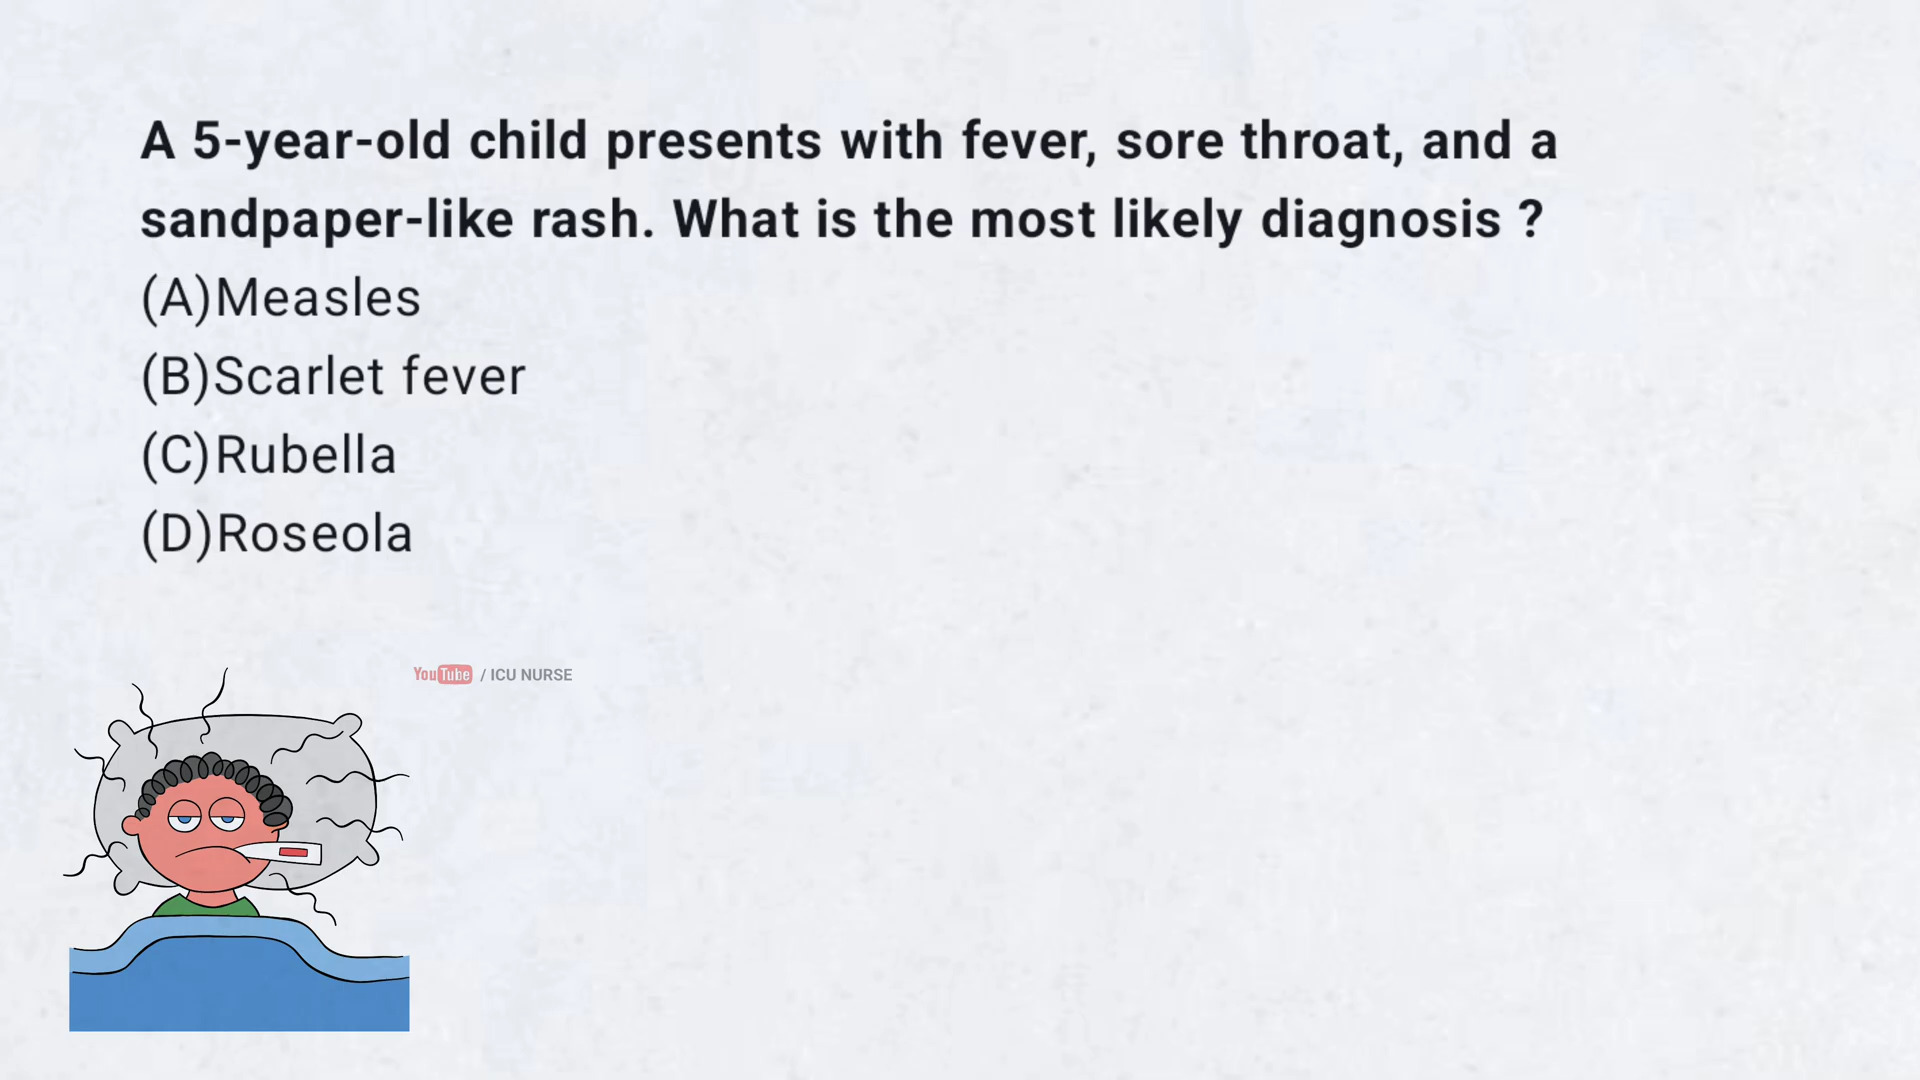 A 5-year-old child presents with fever, sore throat, and a
sandpaper-like rash. What is the most likely diagnosis ?
(A)Measles
(B)Scarlet fever
(C)Rubella
(D)Roseola
YouTube / ICU NURSE